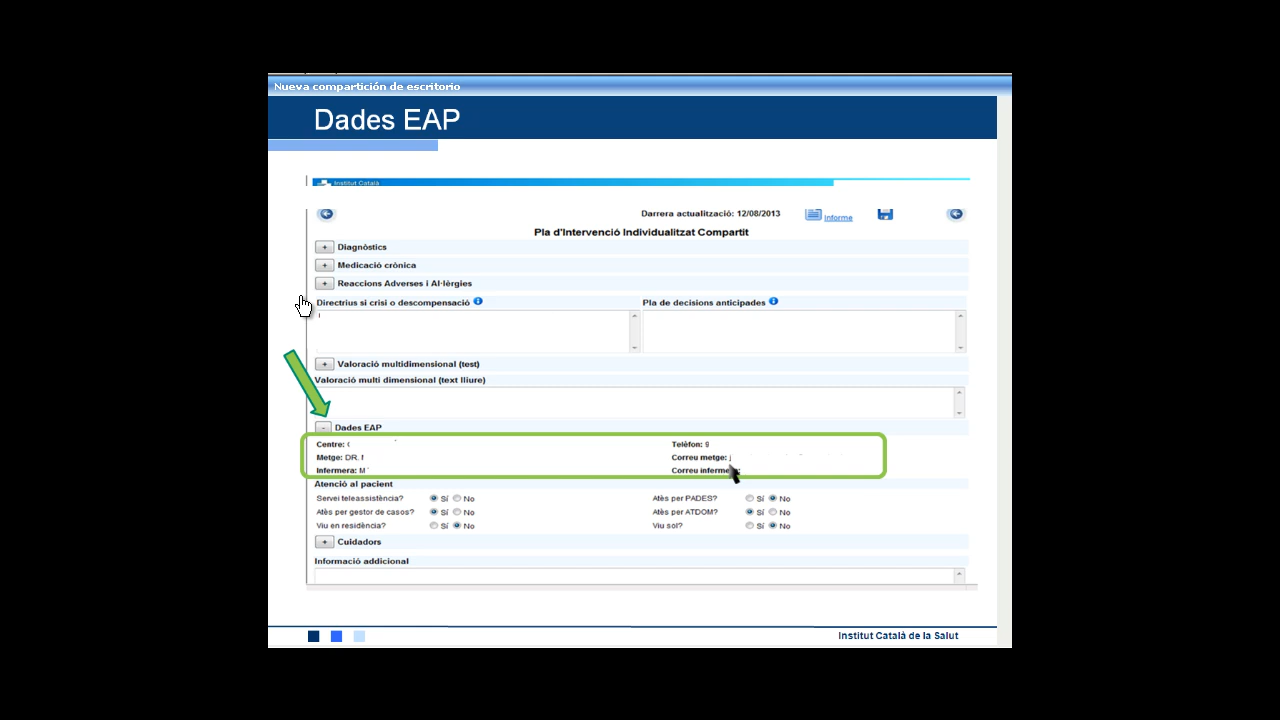 Nueva compartición de escritorio
Dades EAP
Institut Català
Darrera actualització: 12/08/2013 Informe
Pla d'Intervenció Individualitzat Compartit
+ Diagnòstics
+ Medicació crònica
+ Reaccions Adverses i Al·lèrgies
Directrius si crisi o descompensació Pla de decisions anticipades
+ Valoració multidimensional (test)
Valoració multi dimensional (text lliure)
- Dades EAP
Centre: Telèfon: 9
Metge: DR. Correu metge:
Infermera: M Correu infermera:
Atenció al pacient
Servei teleassistència? Sí No Atès per PADES? Sí No
Atès per gestor de casos? Sí No Atès per ATDOM? Sí No
Viu en residència? Sí No Viu sol? Sí No
+ Cuidadors
Informació addicional
Institut Català de la Salut